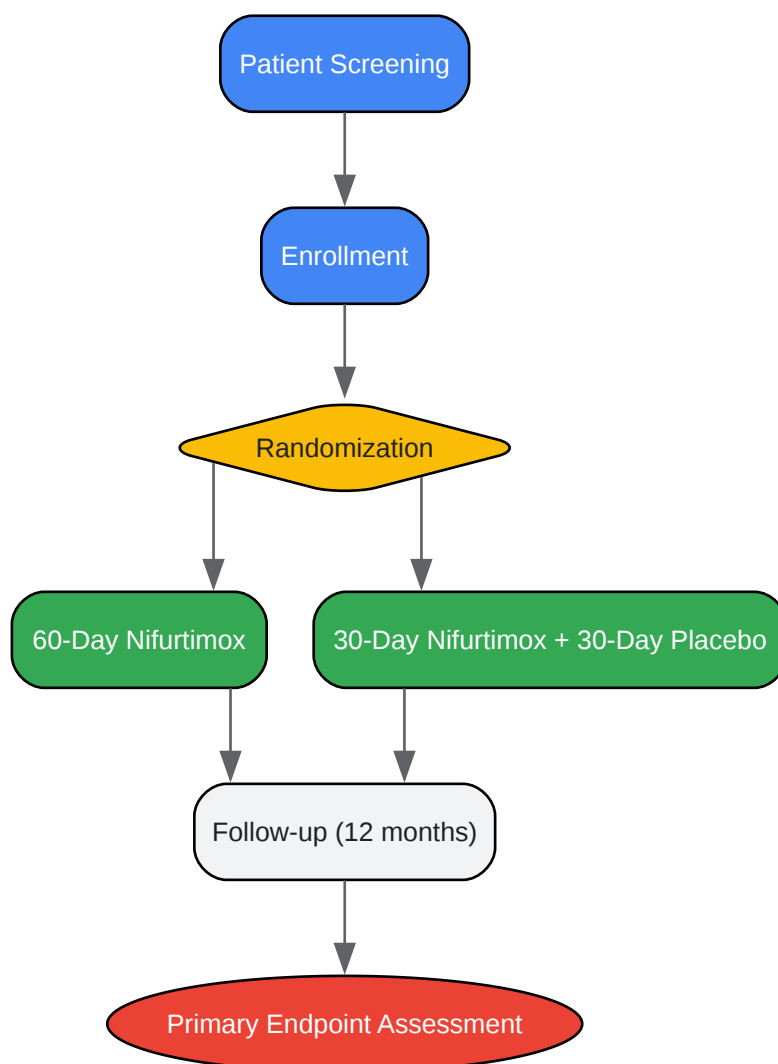 Patient Screening
Enrollment
Randomization
60-Day Nifurtimox
30-Day Nifurtimox + 30-Day Placebo
Follow-up (12 months)
Primary Endpoint Assessment